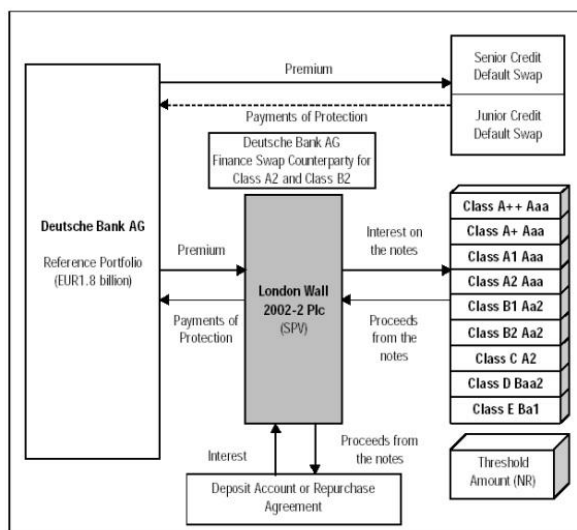 Premium
Senior Credit
Default Swap
Payments of Protection
Junior Credit
Default Swap
Deutsche Bank AG
Finance Swap Counterparty for
Class A2 and Class B2
Deutsche Bank AG
Reference Portfolio
(EUR1.8 billion)
Premium
Payments of
Protection
London Wall
2002-2 Plc
(SPV)
Interest on
the notes
Proceeds
from the
notes
Class A++ Aaa
Class A+ Aaa
Class A1 Aaa
Class A2 Aaa
Class B1 Aa2
Class B2 Aa2
Class C A2
Class D Baa2
Class E Ba1
Interest
Proceeds from
the notes
Deposit Account or Repurchase
Agreement
Threshold
Amount (NR)